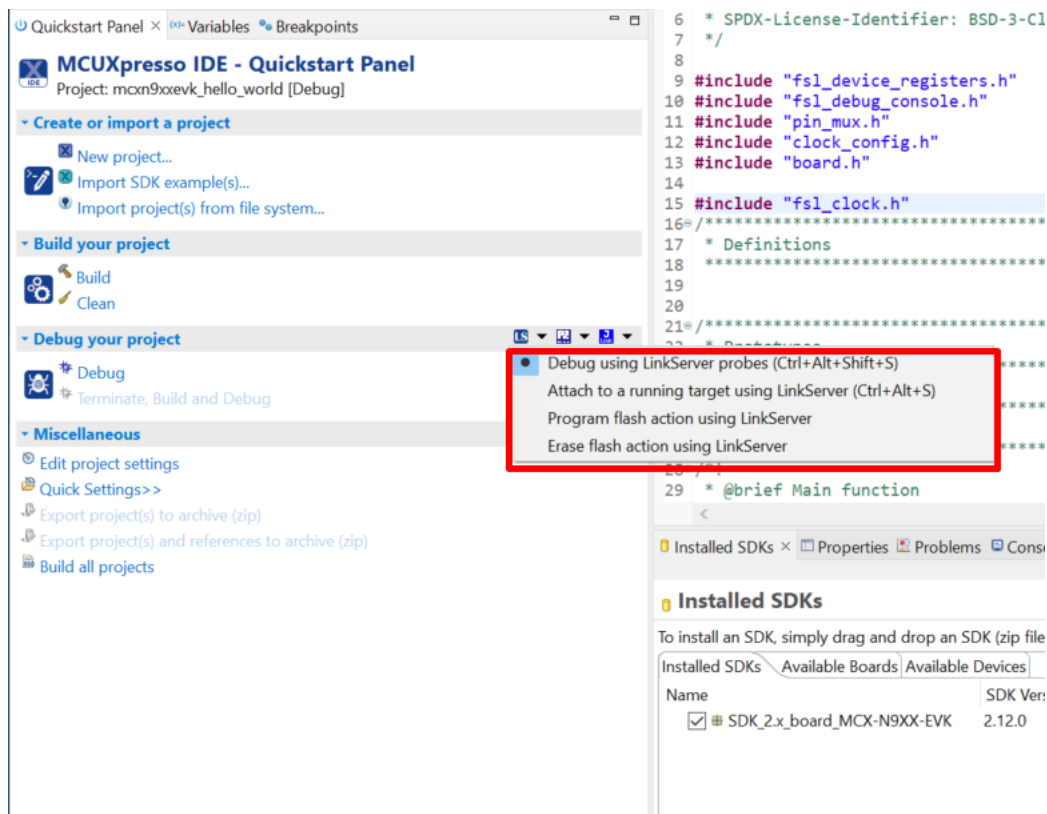 Quickstart Panel × (x)= Variables Breakpoints
MCUXpresso IDE - Quickstart Panel
IDE
Project: mcxn9xxevk_hello_world [Debug]
Create or import a project
New project...
Import SDK example(s)...
Import project(s) from file system...
Build your project
Build
Clean
Debug your project
LS
Debug
Terminate, Build and Debug
Debug using LinkServer probes (Ctrl+Alt+Shift+S)
Attach to a running target using LinkServer (Ctrl+Alt+S)
Program flash action using LinkServer
Erase flash action using LinkServer
Miscellaneous
Edit project settings
Quick Settings>>
Export project(s) to archive (zip)
Export project(s) and references to archive (zip)
Build all projects
6 * SPDX-License-Identifier: BSD-3-Cl
7 */
8
9 #include "fsl_device_registers.h"
10 #include "fsl_debug_console.h"
11 #include "pin_mux.h"
12 #include "clock_config.h"
13 #include "board.h"
14
15 #include "fsl_clock.h"
16 /***********************************
17 * Definitions
18 ***********************************
19
20
21 /***********************************
29 * @brief Main function
Installed SDKs × Properties Problems Conso
Installed SDKs
To install an SDK, simply drag and drop an SDK (zip file
Installed SDKs Available Boards Available Devices
Name SDK Vers
SDK_2.x_board_MCX-N9XX-EVK 2.12.0